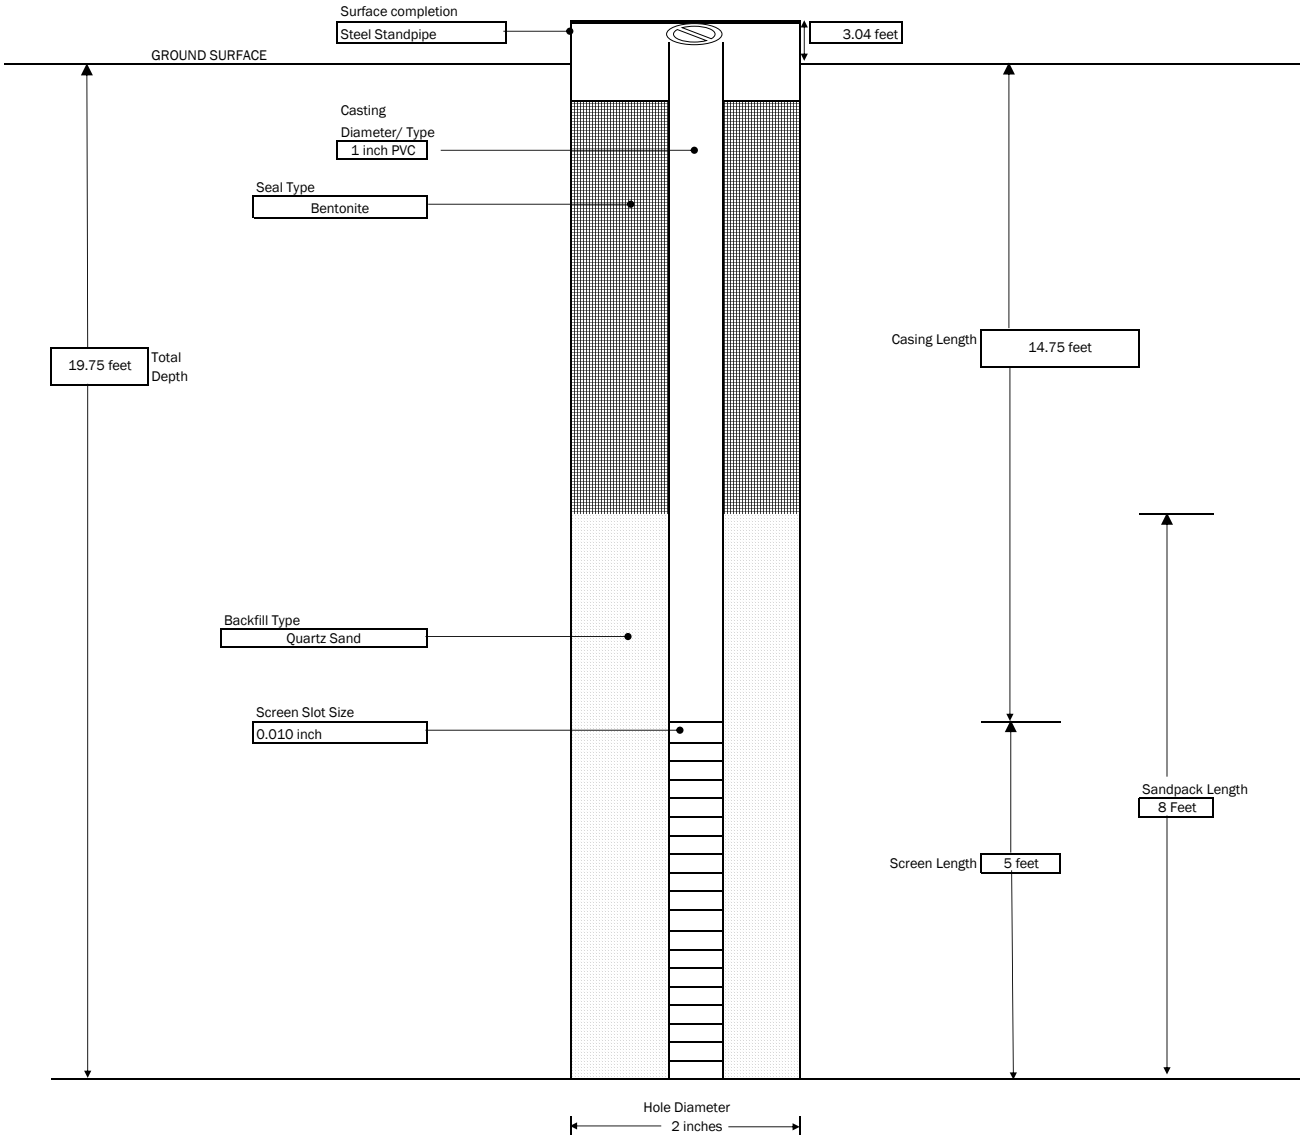 Surface completion
Steel Standpipe
3.04 feet
GROUND SURFACE
Casting
Diameter/ Type
1 inch PVC
Seal Type
Bentonite
Casing Length
14.75 feet
19.75 feet
Total
Depth
Backfill Type
Quartz Sand
Screen Slot Size
0.010 inch
Sandpack Length
8 Feet
Screen Length
5 feet
Hole Diameter
2 inches